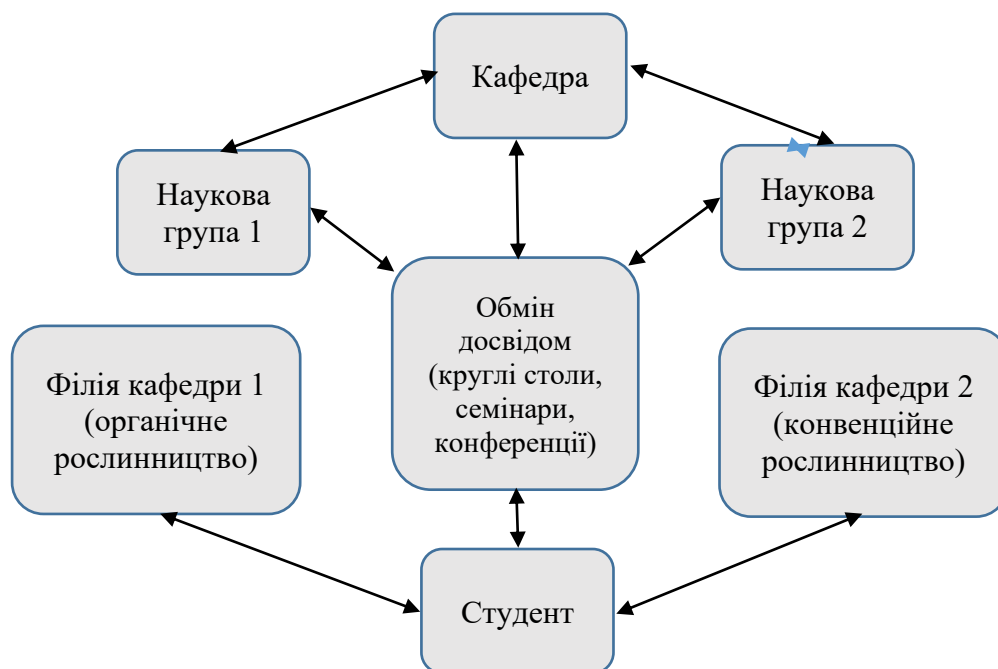 Кафедра
Наукова
група 1
Наукова
група 2
Обмін
досвідом
(круглі столи,
семінари,
конференції)
Філія кафедри 1
(органічне
рослинництво)
Філія кафедри 2
(конвенційне
рослинництво)
Студент